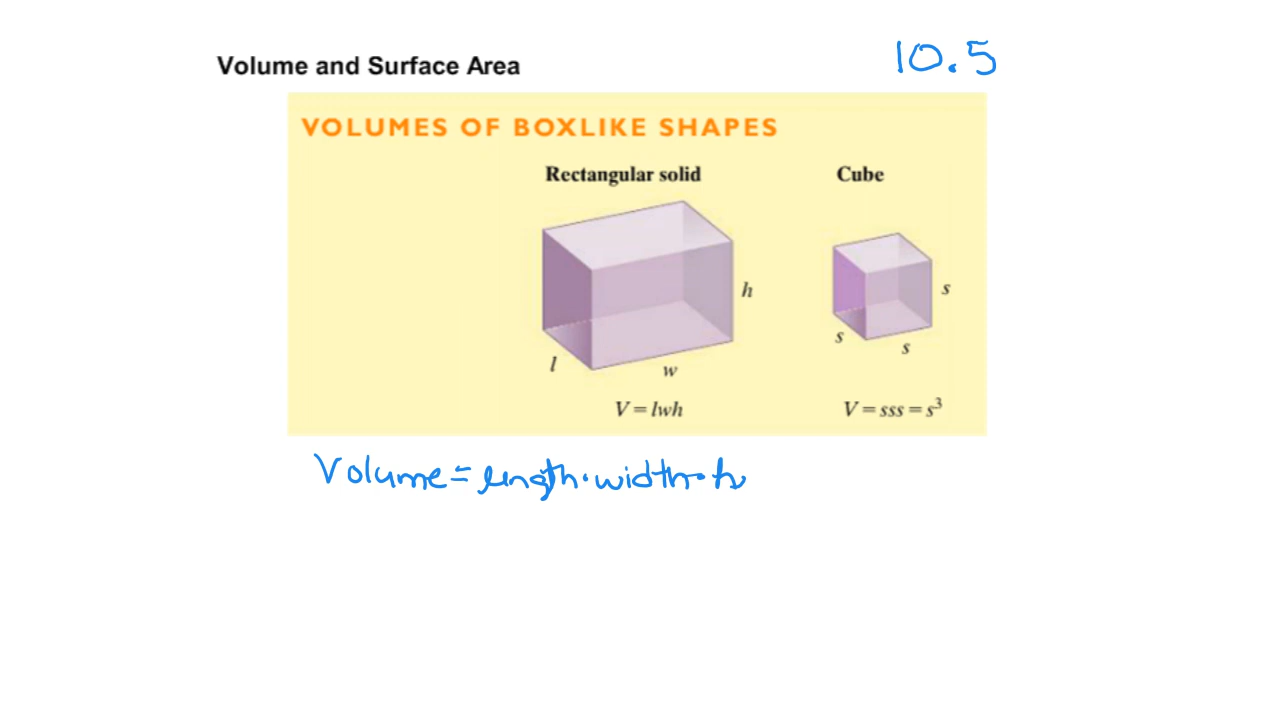 10.5
Volume and Surface Area
VOLUMES OF BOXLIKE SHAPES
Rectangular solid
Cube
h
l
w
s
s
s
V = lwh
V = sss = s³
Volume = length · width · h